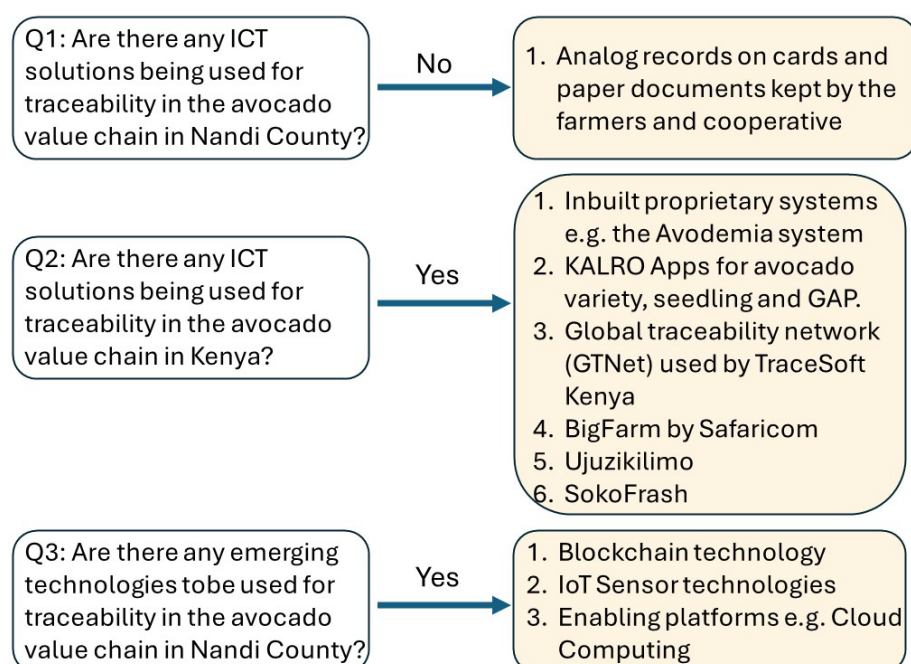 Q1: Are there any ICT
solutions being used for
traceability in the avocado
value chain in Nandi County?
No
1. Analog records on cards and
paper documents kept by the
farmers and cooperative
Q2: Are there any ICT
solutions being used for
traceability in the avocado
value chain in Kenya?
Yes
1. Inbuilt proprietary systems
e.g. the Avodemia system
2. KALRO Apps for avocado
variety, seedling and GAP.
3. Global traceability network
(GTNet) used by TraceSoft
Kenya
4. BigFarm by Safaricom
5. Ujuzikilimo
6. SokoFrash
Q3: Are there any emerging
technologies tobe used for
traceability in the avocado
value chain in Nandi County?
Yes
1. Blockchain technology
2. IoT Sensor technologies
3. Enabling platforms e.g. Cloud
Computing